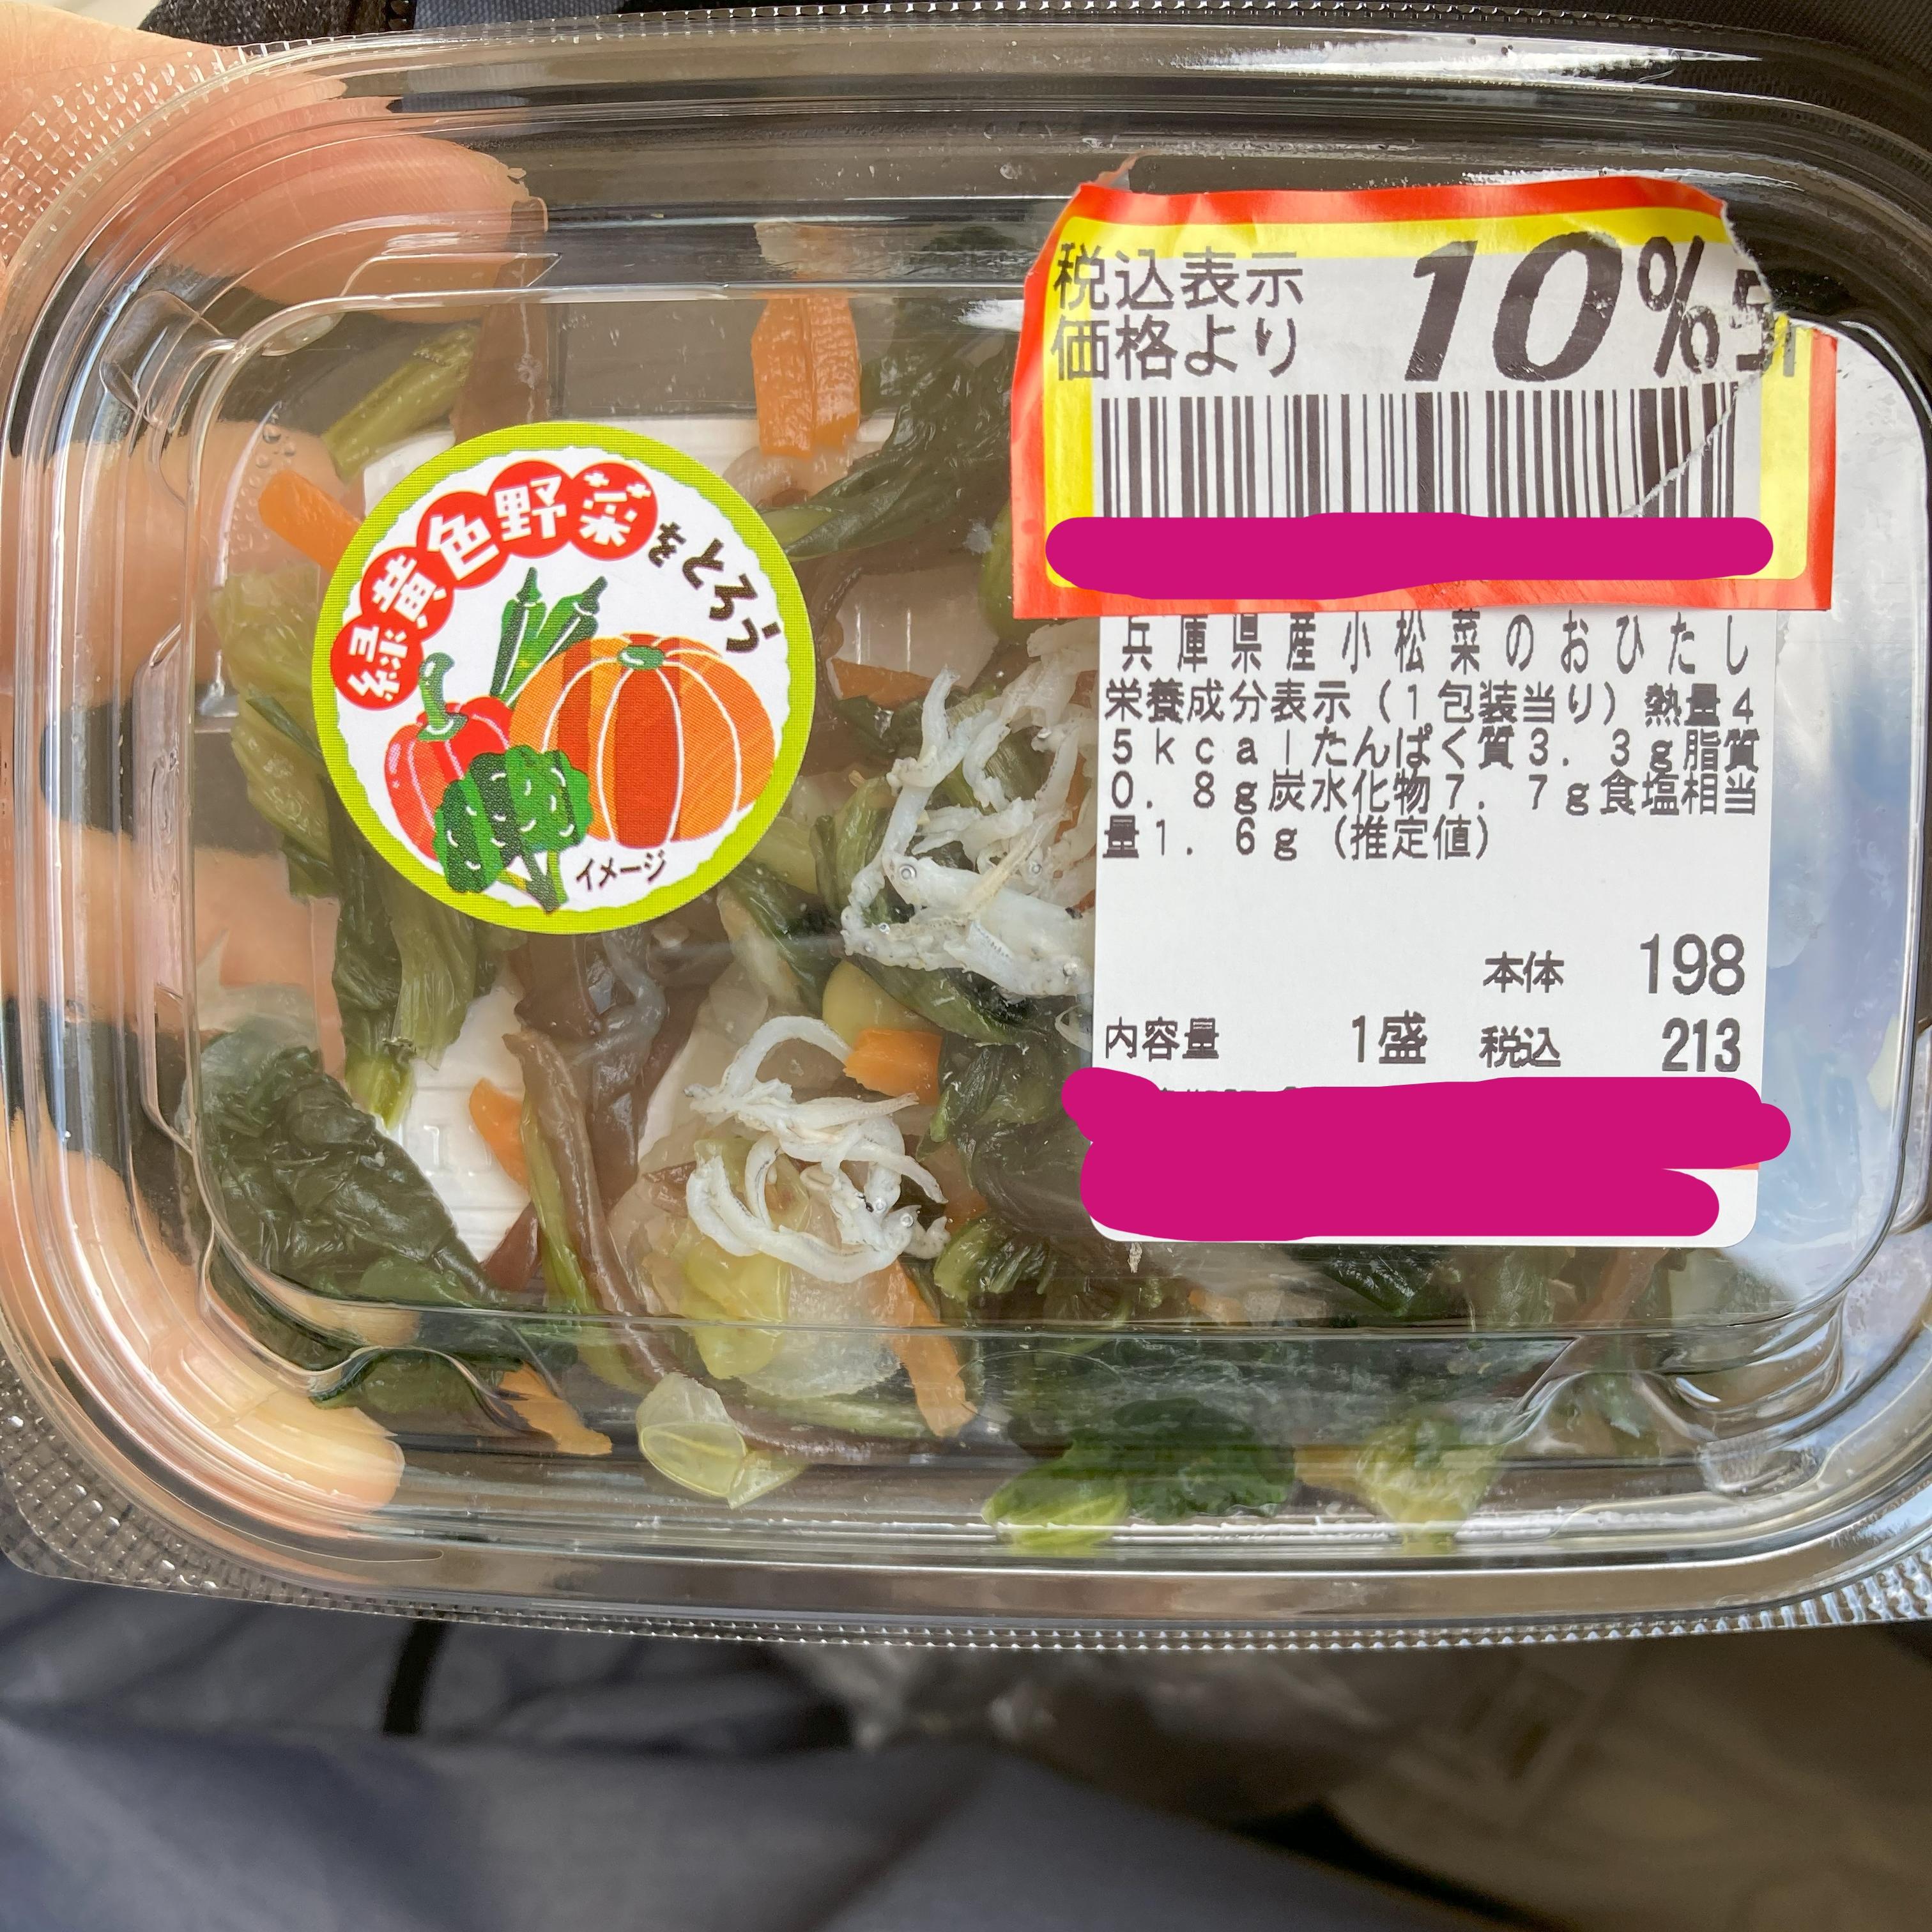 緑黄色野菜をとろう
イメージ
税込表示
価格より
10%引
兵庫県産小松菜のおひたし
栄養成分表示（1包装当り）熱量4
5kcalたんぱく質3.3g脂質
0.8g炭水化物7.7g食塩相当
量1.6g（推定値）
本体 198
内容量 1盛 税込 213